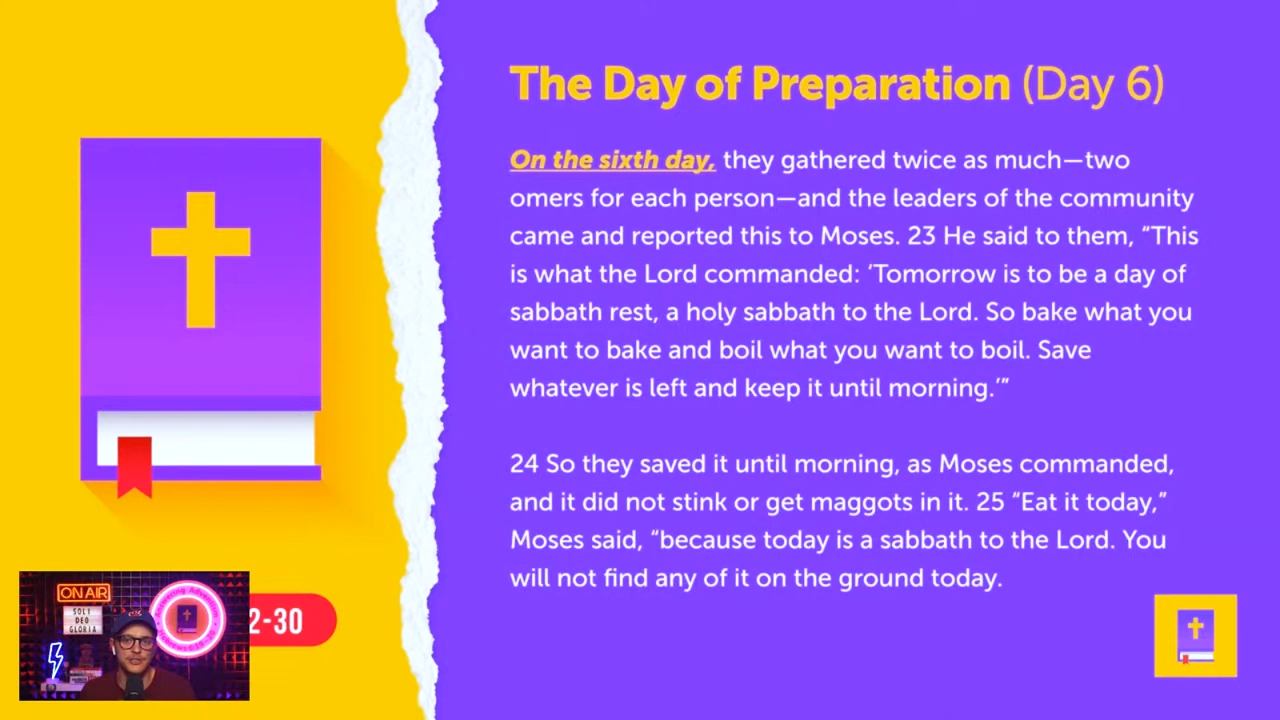 The Day of Preparation (Day 6)
On the sixth day, they gathered twice as much—two
omers for each person—and the leaders of the community
came and reported this to Moses. 23 He said to them, “This
is what the Lord commanded: ‘Tomorrow is to be a day of
sabbath rest, a holy sabbath to the Lord. So bake what you
want to bake and boil what you want to boil. Save
whatever is left and keep it until morning.’”
24 So they saved it until morning, as Moses commanded,
and it did not stink or get maggots in it. 25 “Eat it today,”
Moses said, “because today is a sabbath to the Lord. You
will not find any of it on the ground today.
ON AIR
SOLI
DEO
GLORIA
2-30